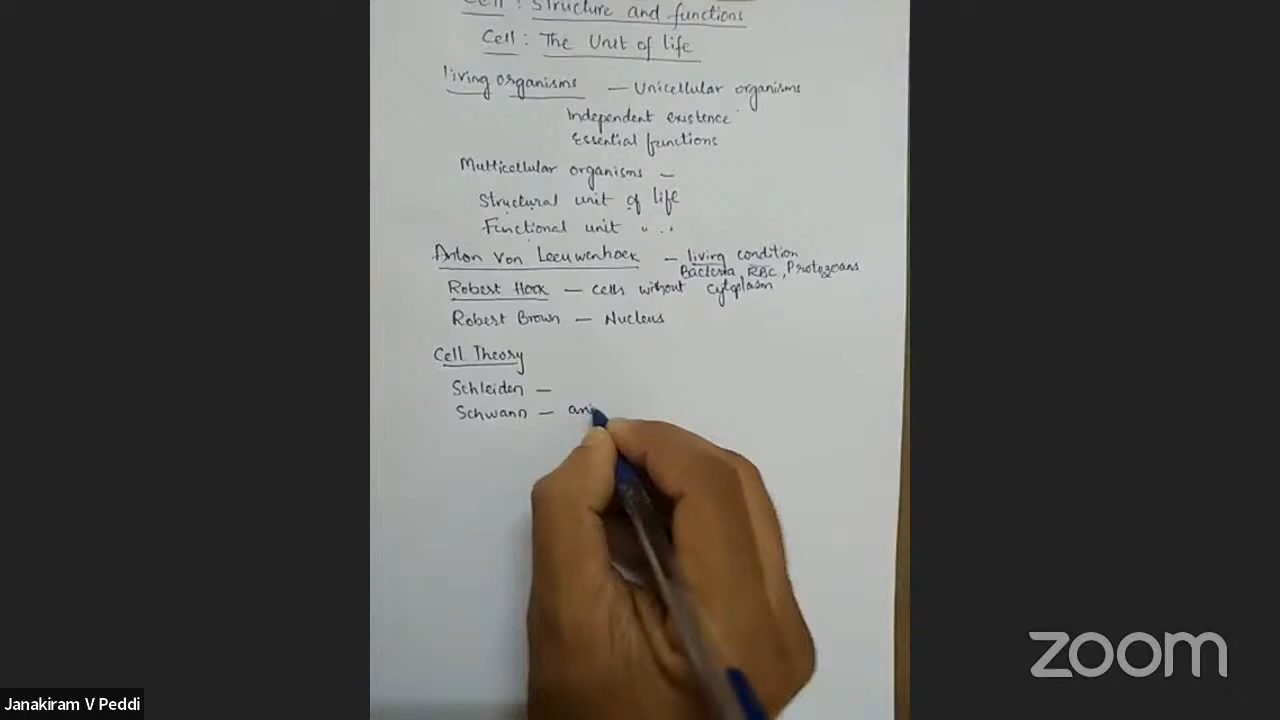 Cell : Structure and functions
Cell : The Unit of life
living organisms — Unicellular organisms
Independent existence
Essential functions
Multicellular organisms —
Structural unit of life
Functional unit " . .
Anton Von Leeuwenhoek — living condition
Bacteria, RBC, Protozoans
Robert Hook — cells without cytplasm
Robert Brown — Nucleus
Cell Theory
Schleiden —
Schwann — ani
zoom
Janakiram V Peddi